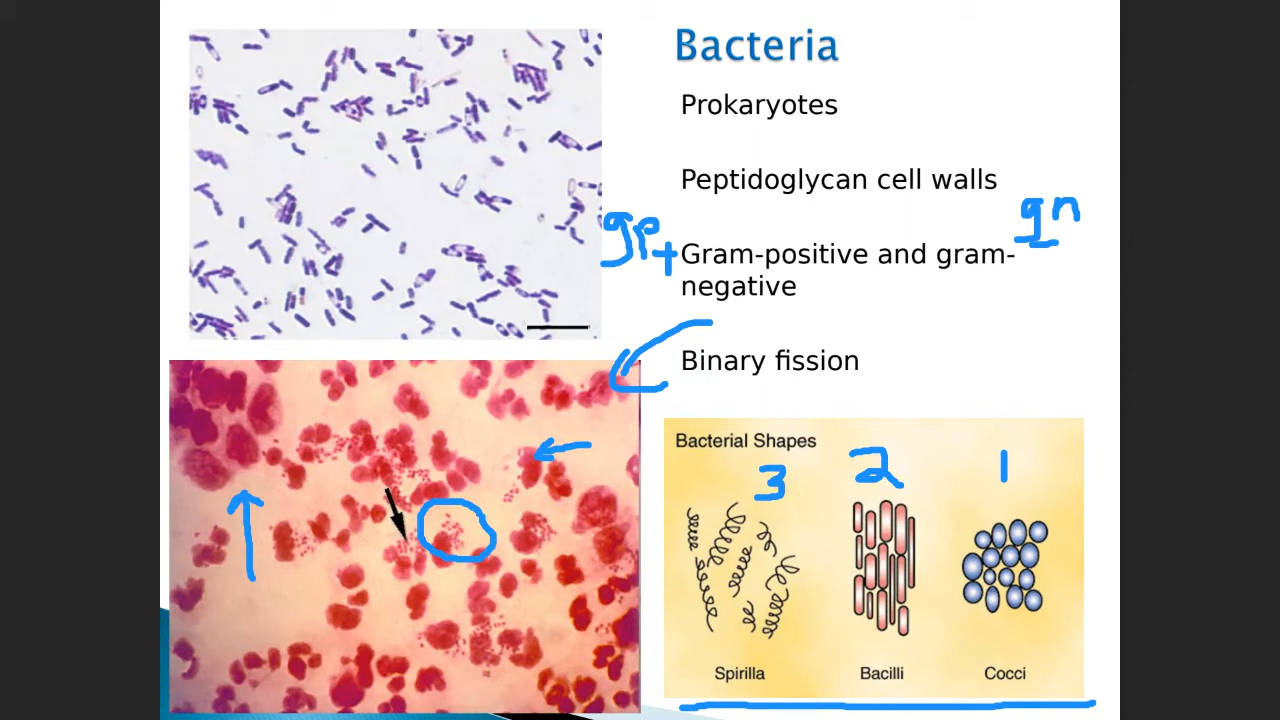 Bacteria
Prokaryotes
Peptidoglycan cell walls
gn
gp+
Gram-positive and gram-
negative
Binary fission
Bacterial Shapes
3 2 1
Spirilla Bacilli Cocci